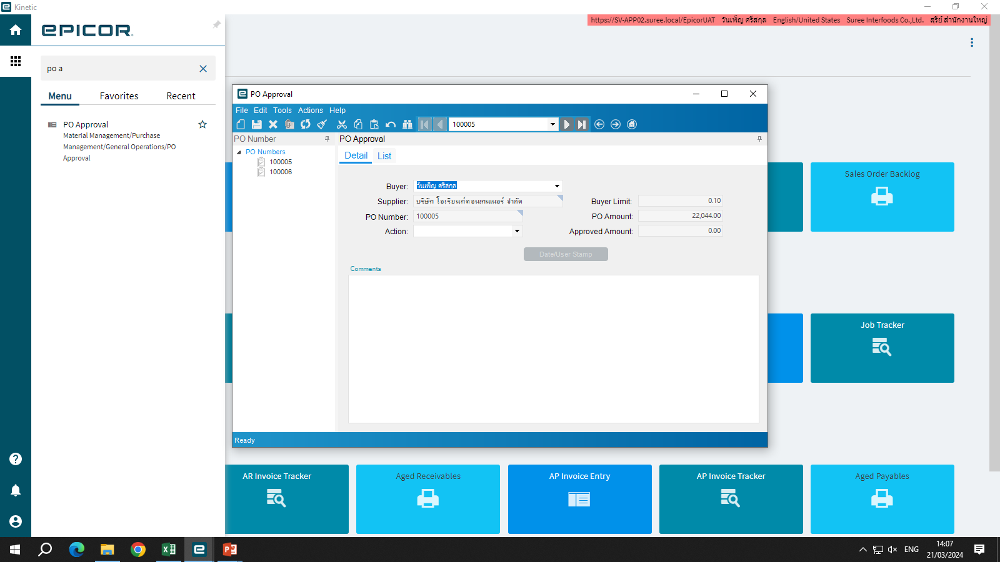 Kinetic
https://SV-APP02.suree.local/EpicorUAT วันเพ็ญ ศรีสกุล English/United States Suree Interfoods Co.,Ltd. สุรีย์ สำนักงานใหญ่
EPICOR
po a
Menu Favorites Recent
PO Approval
Material Management/Purchase
Management/General Operations/PO
Approval
PO Approval
File Edit Tools Actions Help
100005
PO Number
PO Approval
PO Numbers
100005
100006
Detail List
Buyer: วันเพ็ญ ศรีสกุล
Supplier: บริษัท โอเรียนท์คอนเทนเนอร์ จำกัด
Buyer Limit: 0.10
PO Number: 100005
PO Amount: 22,044.00
Action:
Approved Amount: 0.00
Date/User Stamp
Comments
Ready
Sales Order Backlog
Job Tracker
AR Invoice Tracker
Aged Receivables
AP Invoice Entry
AP Invoice Tracker
Aged Payables
ENG
14:07
21/03/2024